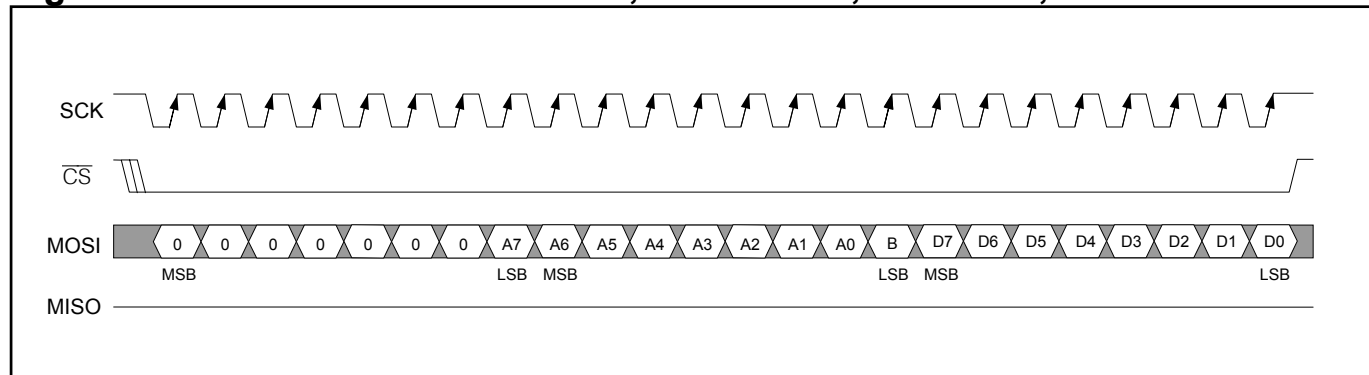 SCK
CS
MOSI 0 0 0 0 0 0 0 A7 A6 A5 A4 A3 A2 A1 A0 B D7 D6 D5 D4 D3 D2 D1 D0
MSB LSB MSB LSB MSB LSB
MISO